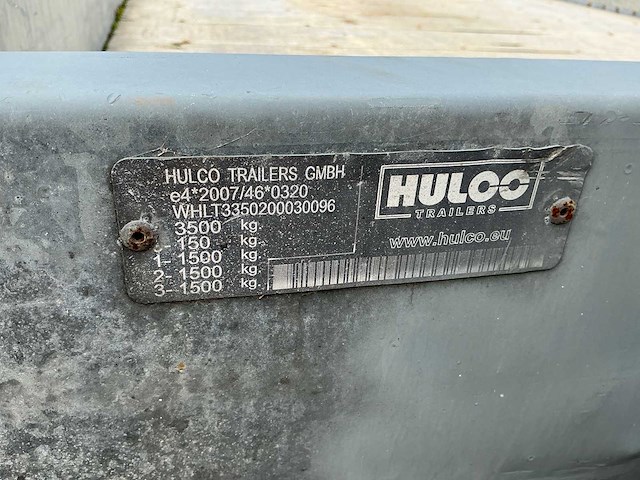 HULCO TRAILERS GMBH
e4*2007/46*0320
WHLT3350200030096
3500 kg.
0- 150 kg.
1- 1500 kg.
2- 1500 kg.
3- 1500 kg.
HULCO
TRAILERS
www.hulco.eu